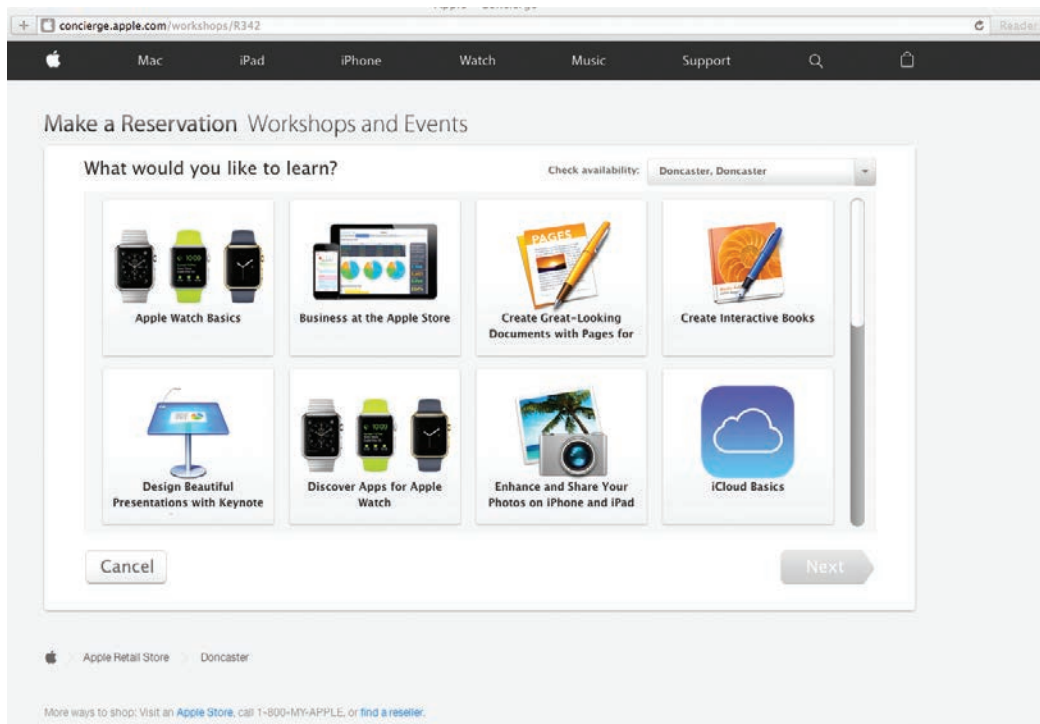 concierge.apple.com/workshops/R342
Reader
Mac iPad iPhone Watch Music Support
Make a Reservation Workshops and Events
What would you like to learn?
Check availability: Doncaster, Doncaster
Apple Watch Basics
Business at the Apple Store
PAGES
Create Great-Looking
Documents with Pages for
Create Interactive Books
Design Beautiful
Presentations with Keynote
Discover Apps for Apple
Watch
Enhance and Share Your
Photos on iPhone and iPad
iCloud Basics
Cancel
Next
Apple Retail Store Doncaster
More ways to shop: Visit an Apple Store, call 1-800-MY-APPLE, or find a reseller.